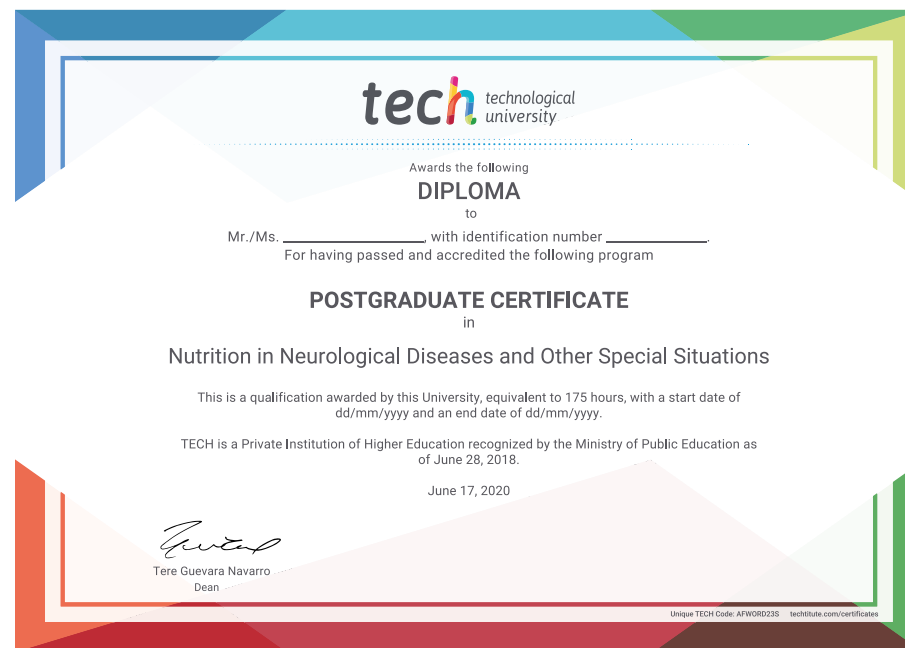 tech technological
university
Awards the following
DIPLOMA
to
Mr./Ms. ____________________, with identification number ______________.
For having passed and accredited the following program
POSTGRADUATE CERTIFICATE
in
Nutrition in Neurological Diseases and Other Special Situations
This is a qualification awarded by this University, equivalent to 175 hours, with a start date of
dd/mm/yyyy and an end date of dd/mm/yyyy.
TECH is a Private Institution of Higher Education recognized by the Ministry of Public Education as
of June 28, 2018.
June 17, 2020
Tere Guevara Navarro
Dean
Unique TECH Code: AFWORD23S techtitute.com/certificates